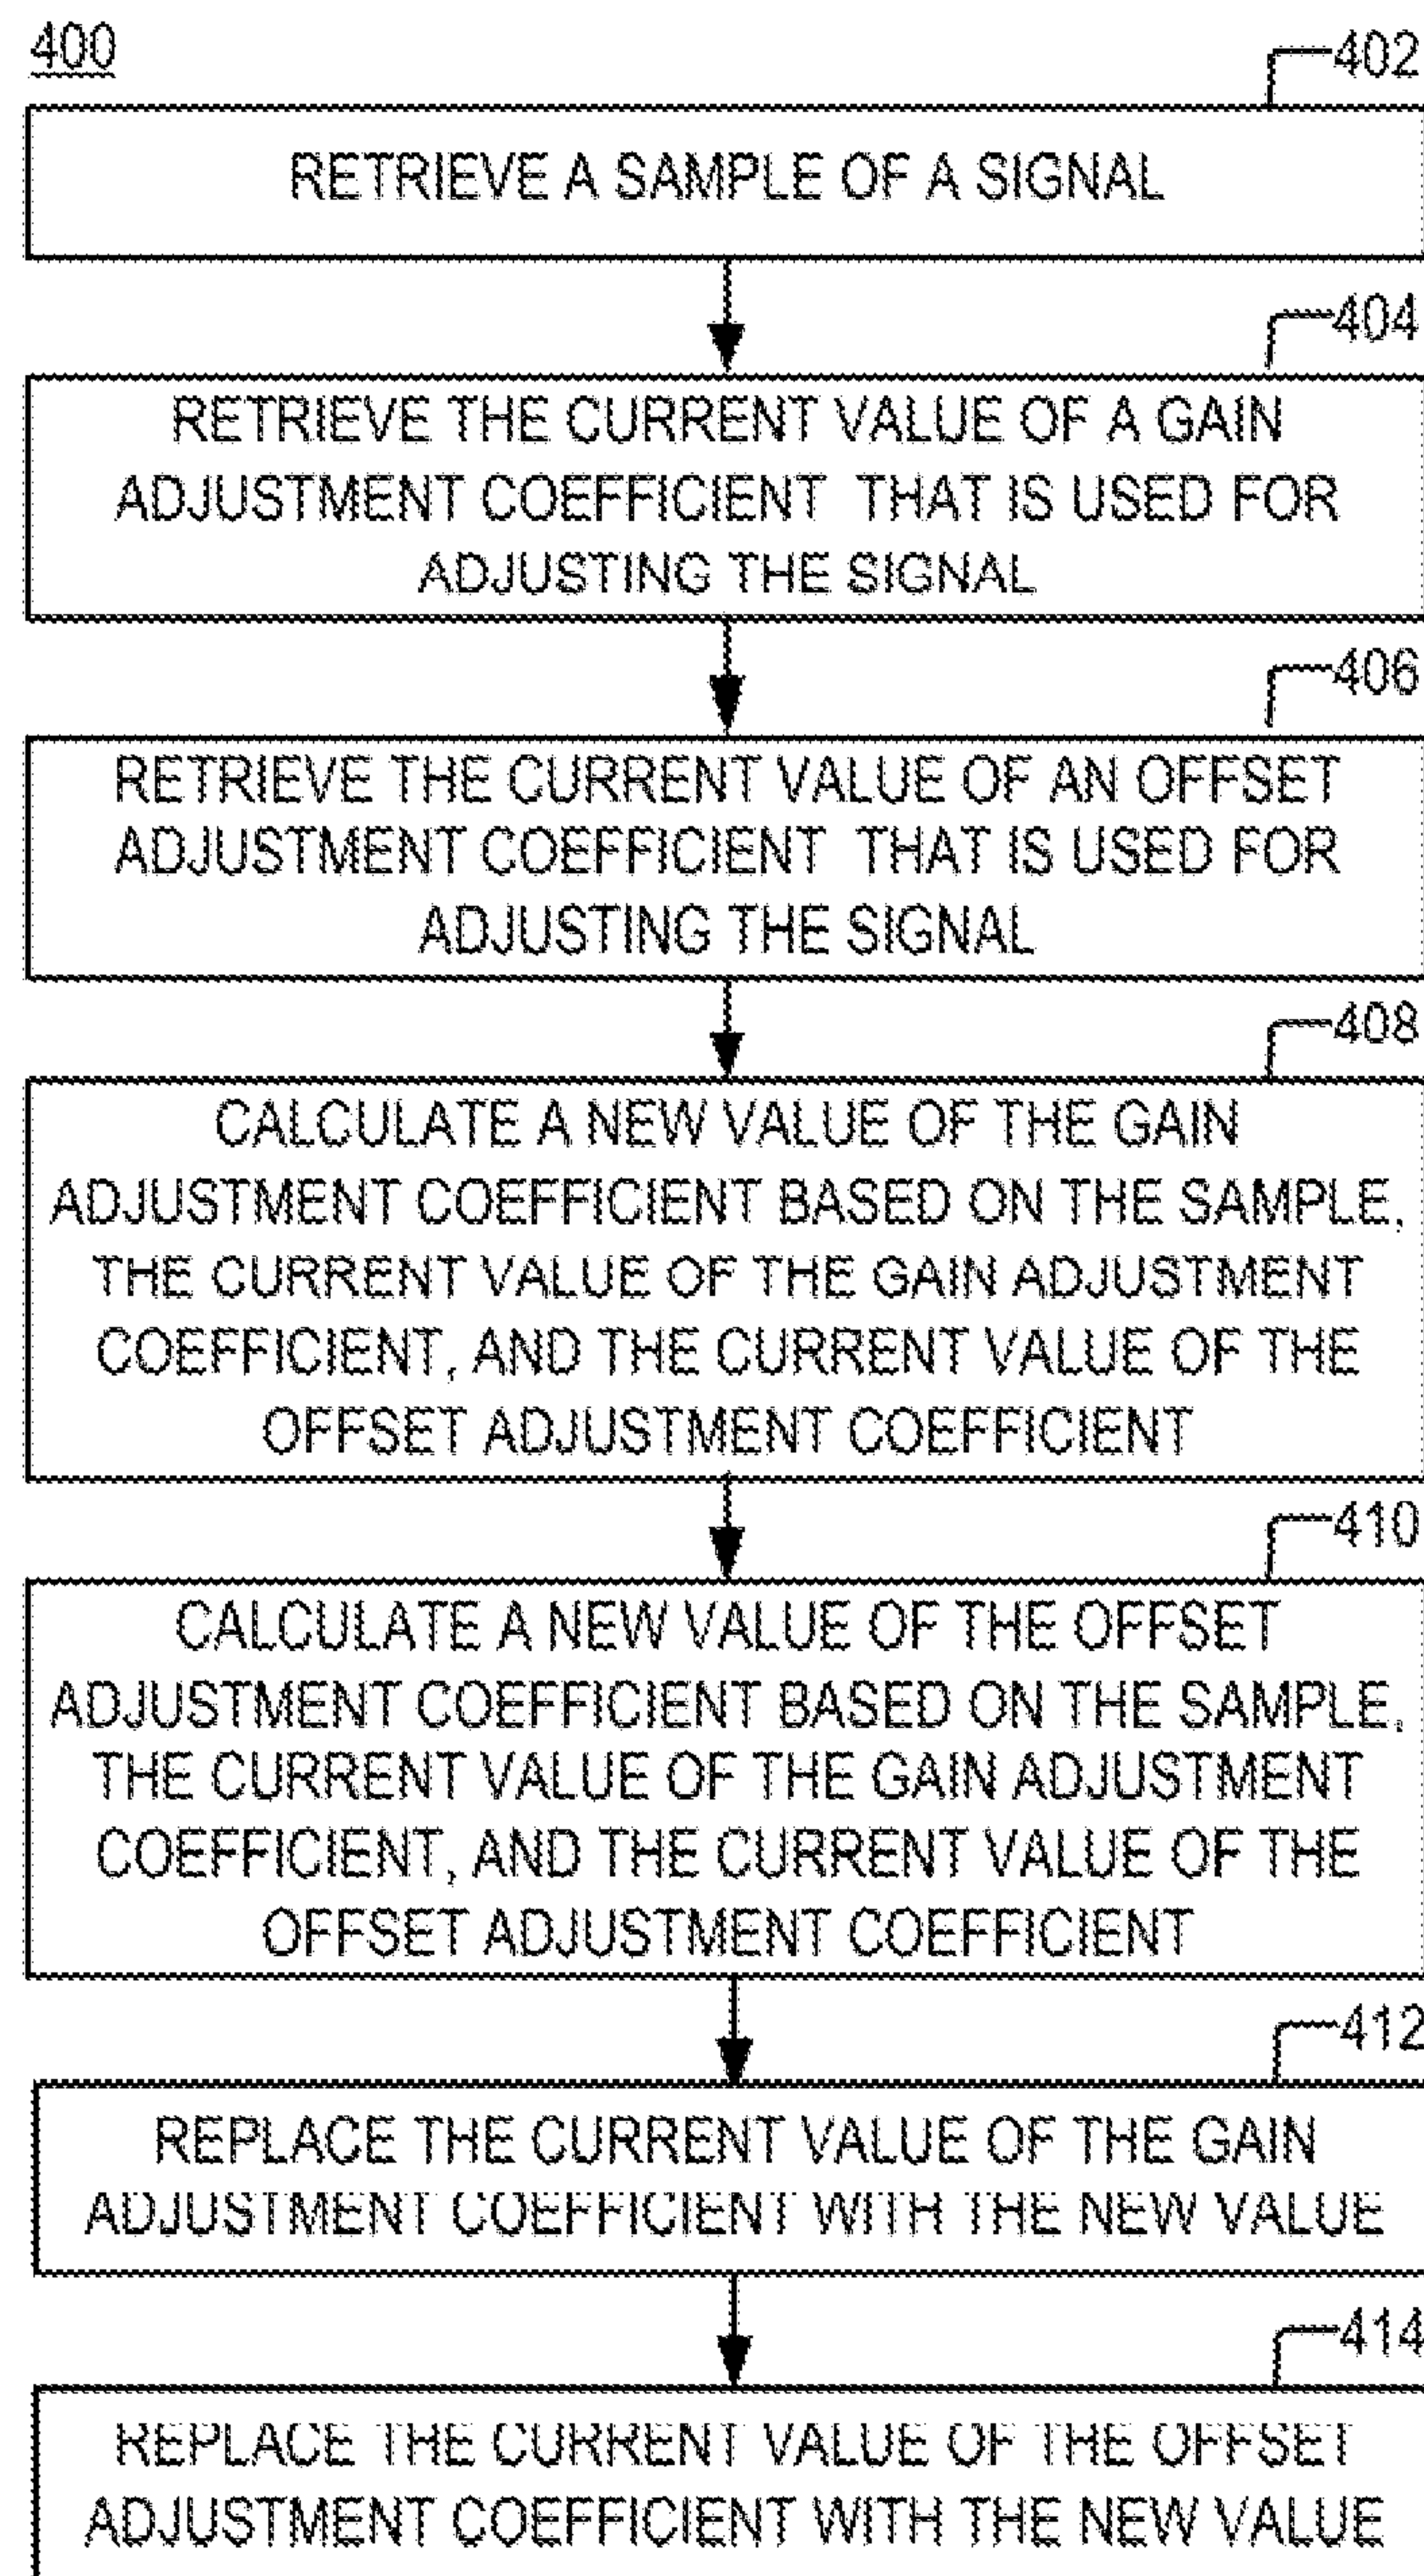 400
402
RETRIEVE A SAMPLE OF A SIGNAL
404
RETRIEVE THE CURRENT VALUE OF A GAIN
ADJUSTMENT COEFFICIENT THAT IS USED FOR
ADJUSTING THE SIGNAL
406
RETRIEVE THE CURRENT VALUE OF AN OFFSET
ADJUSTMENT COEFFICIENT THAT IS USED FOR
ADJUSTING THE SIGNAL
408
CALCULATE A NEW VALUE OF THE GAIN
ADJUSTMENT COEFFICIENT BASED ON THE SAMPLE,
THE CURRENT VALUE OF THE GAIN ADJUSTMENT
COEFFICIENT, AND THE CURRENT VALUE OF THE
OFFSET ADJUSTMENT COEFFICIENT
410
CALCULATE A NEW VALUE OF THE OFFSET
ADJUSTMENT COEFFICIENT BASED ON THE SAMPLE,
THE CURRENT VALUE OF THE GAIN ADJUSTMENT
COEFFICIENT, AND THE CURRENT VALUE OF THE
OFFSET ADJUSTMENT COEFFICIENT
412
REPLACE THE CURRENT VALUE OF THE GAIN
ADJUSTMENT COEFFICIENT WITH THE NEW VALUE
414
REPLACE THE CURRENT VALUE OF THE OFFSET
ADJUSTMENT COEFFICIENT WITH THE NEW VALUE